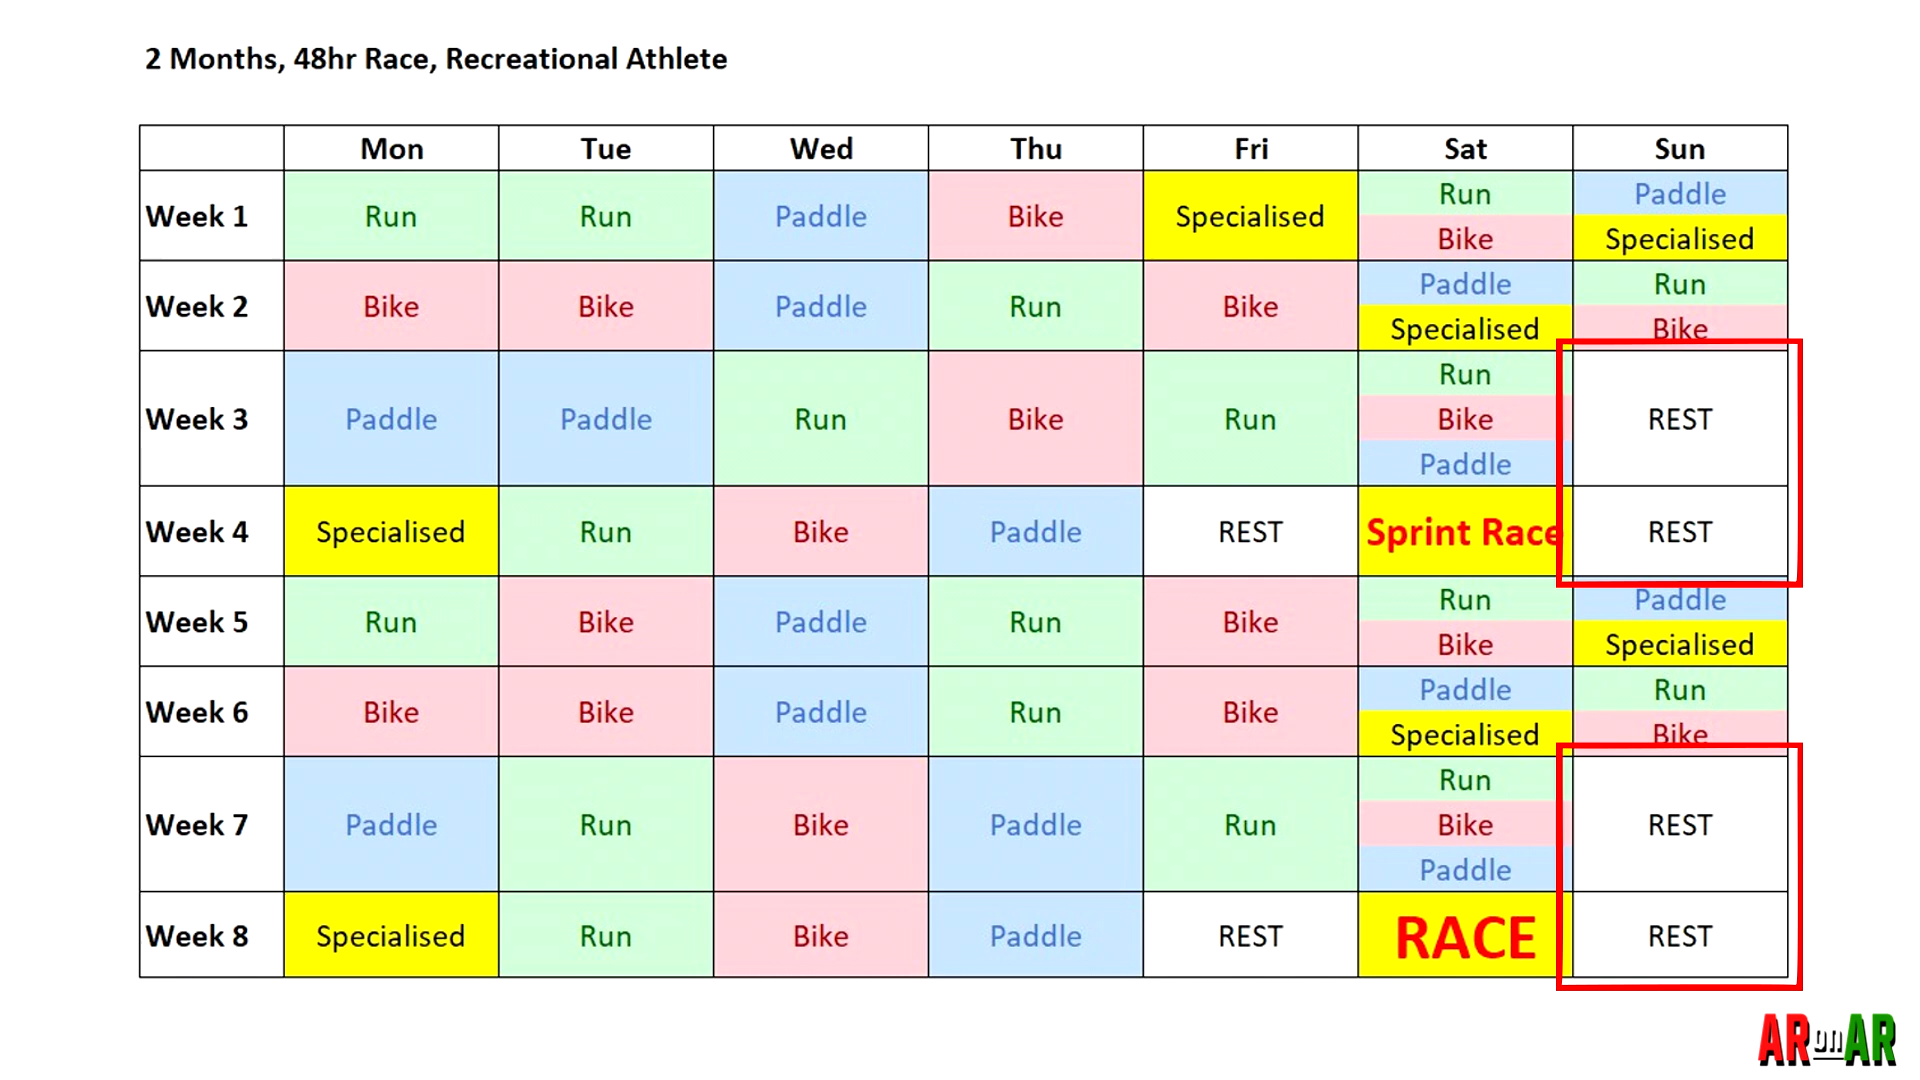 2 Months, 48hr Race, Recreational Athlete
Mon Tue Wed Thu Fri Sat Sun
Week 1 Run Run Paddle Bike Specialised Run Bike Paddle Specialised
Week 2 Bike Bike Paddle Run Bike Paddle Specialised Run Bike
Week 3 Paddle Paddle Run Bike Run Run Bike Paddle REST
Week 4 Specialised Run Bike Paddle REST Sprint Race REST
Week 5 Run Bike Paddle Run Bike Run Bike Paddle Specialised
Week 6 Bike Bike Paddle Run Bike Paddle Specialised Run Bike
Week 7 Paddle Run Bike Paddle Run Run Bike Paddle REST
Week 8 Specialised Run Bike Paddle REST RACE REST
AR on AR